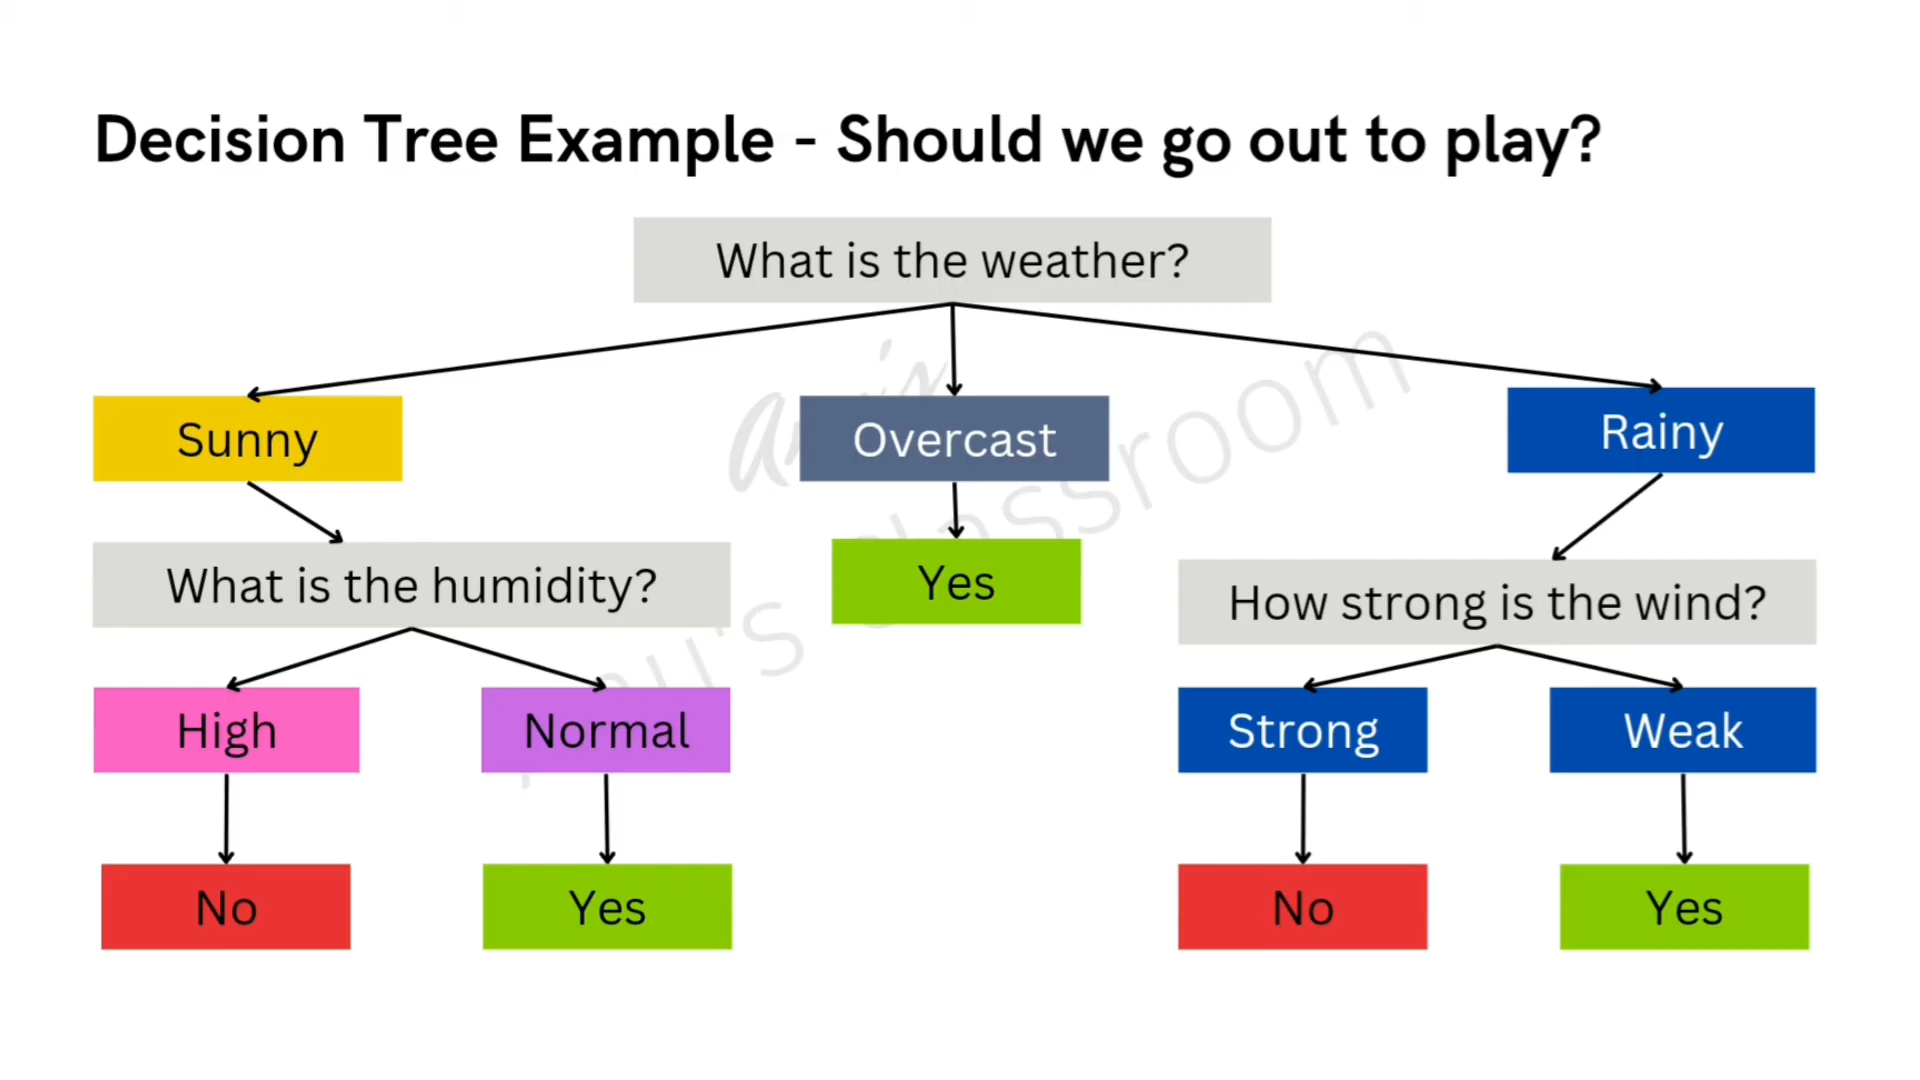 Decision Tree Example - Should we go out to play?
What is the weather?
Sunny
Overcast
Rainy
What is the humidity?
Yes
How strong is the wind?
High
Normal
Strong
Weak
No
Yes
No
Yes